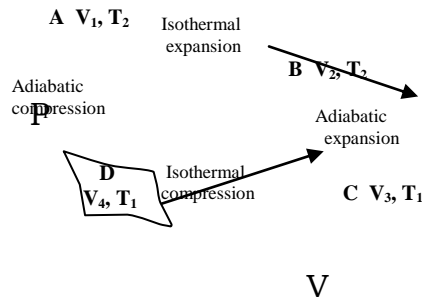 A V₁, T₂
Isothermal
expansion
B V₂, T₂
Adiabatic
compression
P
Adiabatic
expansion
D
V₄, T₁
Isothermal
compression
C V₃, T₁
V